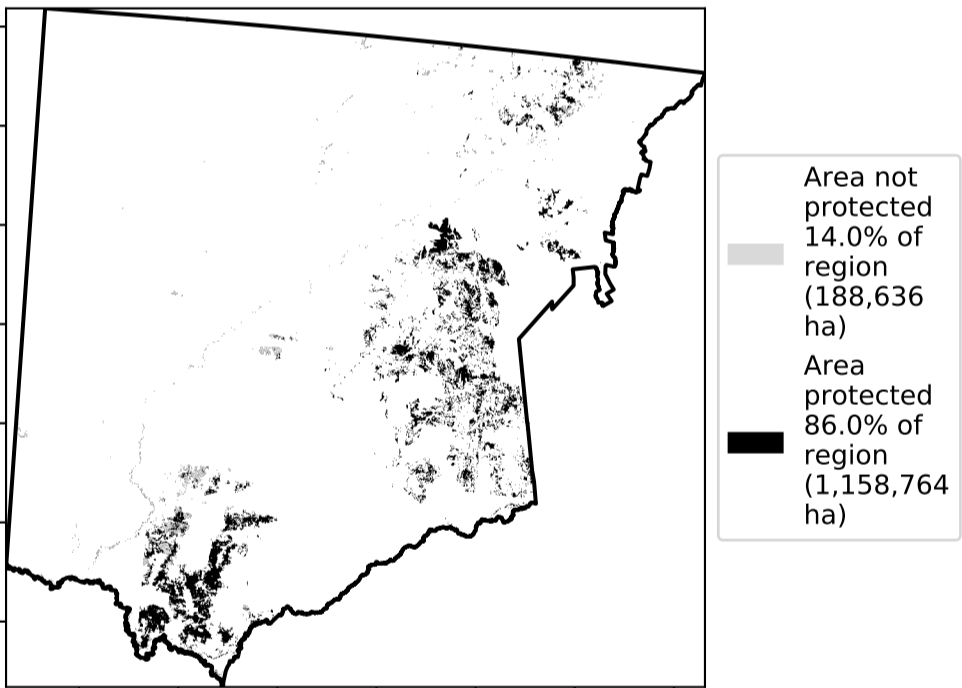 Area not
protected
14.0% of
region
(188,636
ha)
Area
protected
86.0% of
region
(1,158,764
ha)